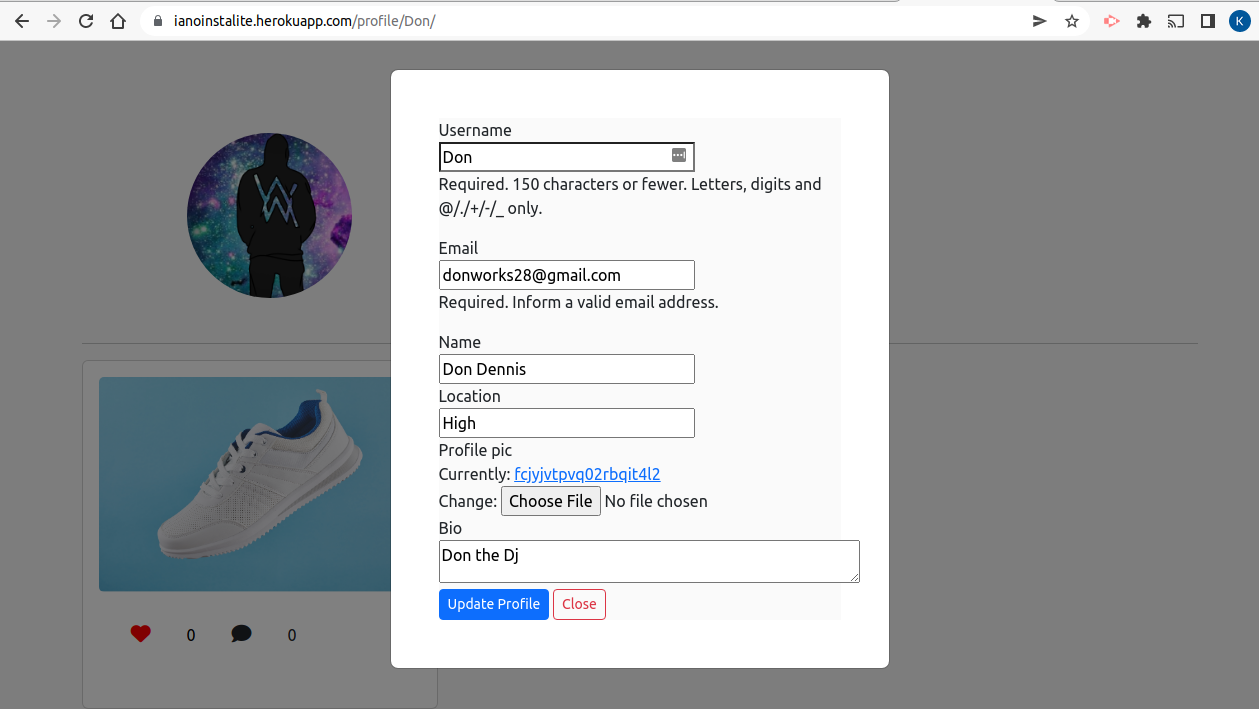 ianoinstalite.herokuapp.com/profile/Don/
K
Username
Don
Required. 150 characters or fewer. Letters, digits and
@/./+/-/_ only.
Email
donworks28@gmail.com
Required. Inform a valid email address.
Name
Don Dennis
Location
High
Profile pic
Currently: fcjyjvtpvq02rbqit4l2
Change: Choose File No file chosen
Bio
Don the Dj
Update Profile Close
0 0